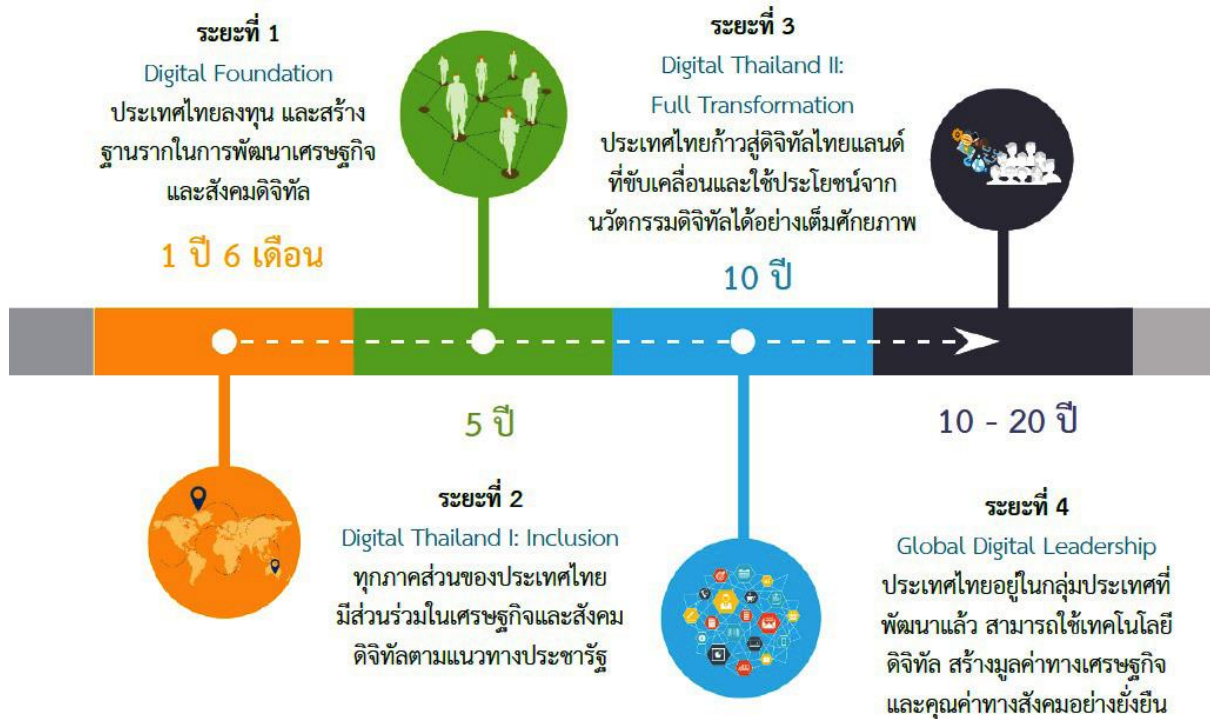 ระยะที่ 1
Digital Foundation
ประเทศไทยลงทุน และสร้าง
ฐานรากในการพัฒนาเศรษฐกิจ
และสังคมดิจิทัล
1 ปี 6 เดือน
5 ปี
ระยะที่ 2
Digital Thailand I: Inclusion
ทุกภาคส่วนของประเทศไทย
มีส่วนร่วมในเศรษฐกิจและสังคม
ดิจิทัลตามแนวทางประชารัฐ
ระยะที่ 3
Digital Thailand II:
Full Transformation
ประเทศไทยก้าวสู่ดิจิทัลไทยแลนด์
ที่ขับเคลื่อนและใช้ประโยชน์จาก
นวัตกรรมดิจิทัลได้อย่างเต็มศักยภาพ
10 ปี
10 - 20 ปี
ระยะที่ 4
Global Digital Leadership
ประเทศไทยอยู่ในกลุ่มประเทศที่
พัฒนาแล้ว สามารถใช้เทคโนโลยี
ดิจิทัล สร้างมูลค่าทางเศรษฐกิจ
และคุณค่าทางสังคมอย่างยั่งยืน